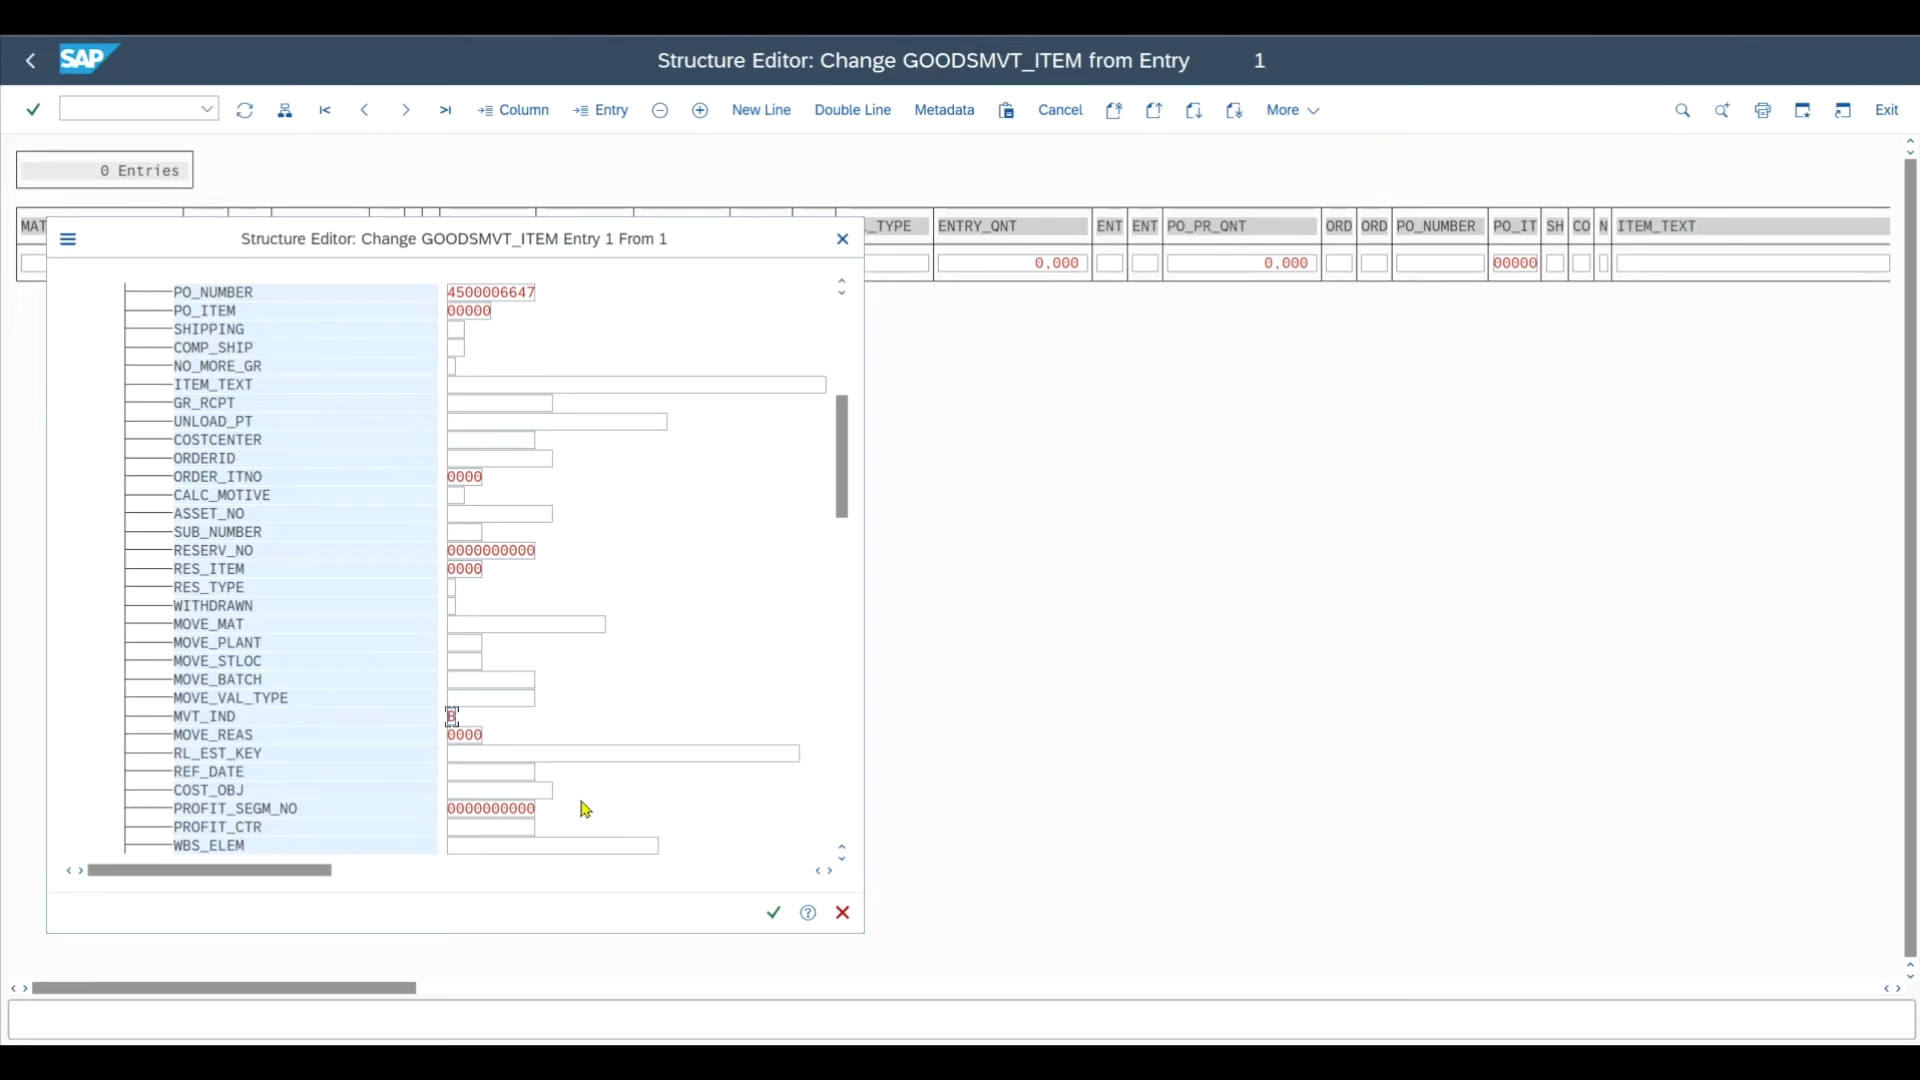 SAP Structure Editor: Change GOODSMVT_ITEM from Entry 1
Column Entry New Line Double Line Metadata Cancel More Exit
0 Entries
MAT _TYPE ENTRY_QNT ENT ENT PO_PR_QNT ORD ORD PO_NUMBER PO_IT SH CO N ITEM_TEXT
0,000 0,000 00000
Structure Editor: Change GOODSMVT_ITEM Entry 1 From 1
PO_NUMBER 4500006647
PO_ITEM 00000
SHIPPING
COMP_SHIP
NO_MORE_GR
ITEM_TEXT
GR_RCPT
UNLOAD_PT
COSTCENTER
ORDERID
ORDER_ITNO 0000
CALC_MOTIVE
ASSET_NO
SUB_NUMBER
RESERV_NO 0000000000
RES_ITEM 0000
RES_TYPE
WITHDRAWN
MOVE_MAT
MOVE_PLANT
MOVE_STLOC
MOVE_BATCH
MOVE_VAL_TYPE
MVT_IND B
MOVE_REAS 0000
RL_EST_KEY
REF_DATE
COST_OBJ
PROFIT_SEGM_NO 0000000000
PROFIT_CTR
WBS_ELEM